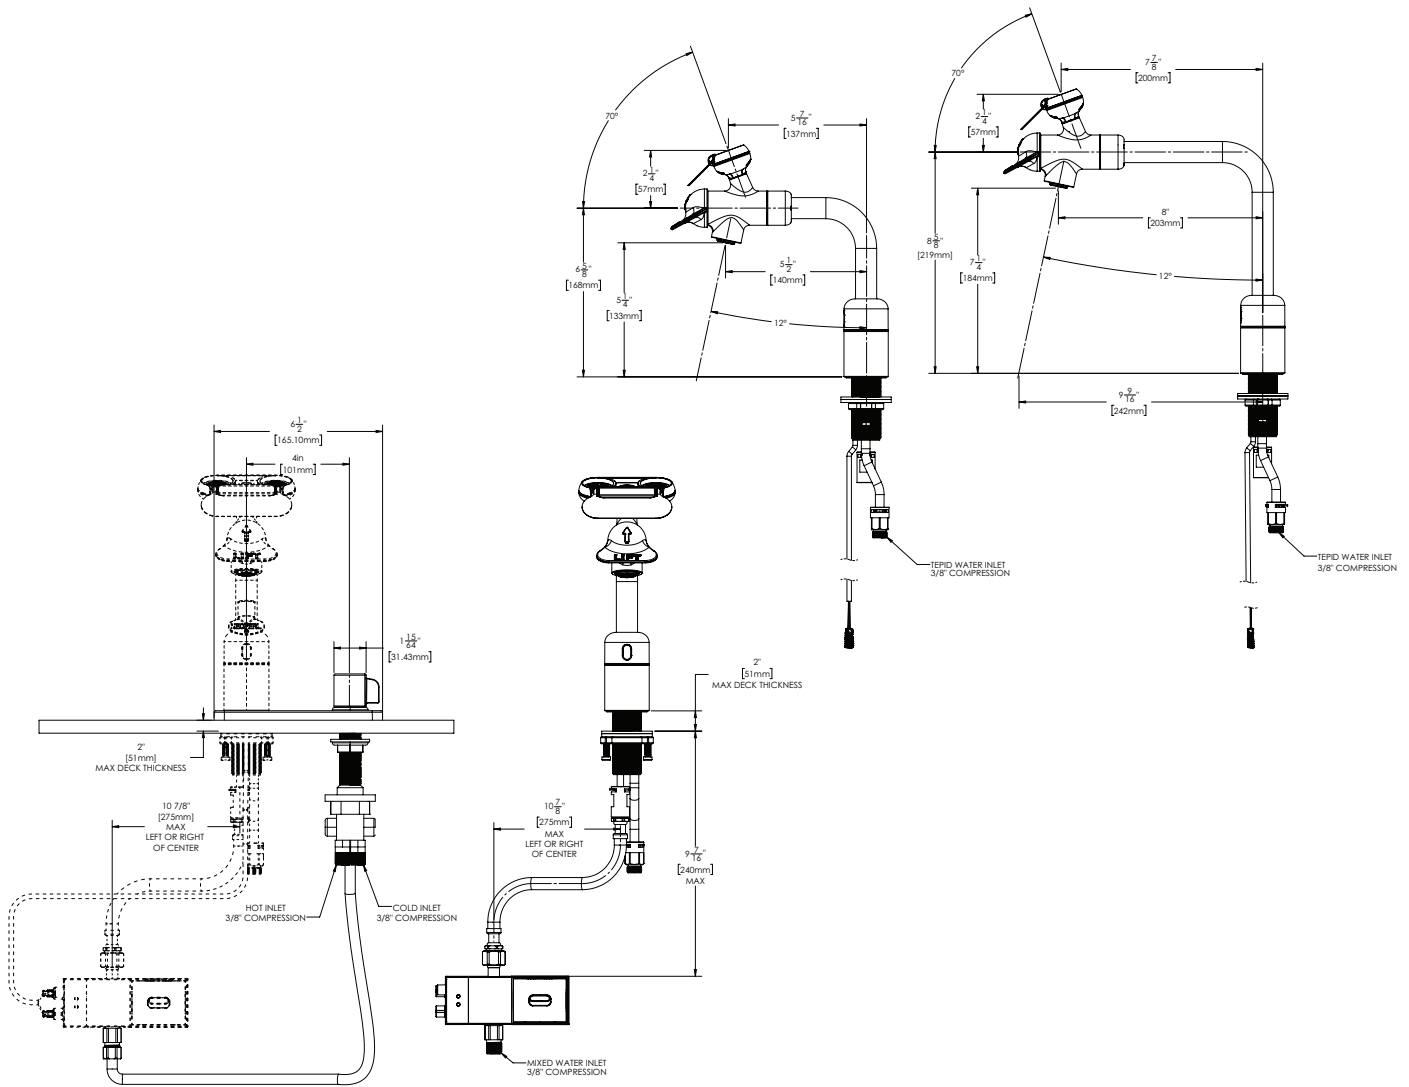 70°
5 7/16"
[137mm]
2 1/4"
[57mm]
6 5/8"
[168mm]
5 1/4"
[133mm]
5 1/2"
[140mm]
12°
TEPID WATER INLET
3/8" COMPRESSION
70°
7 7/8"
[200mm]
2 1/4"
[57mm]
8 5/8"
[219mm]
7 1/4"
[184mm]
8"
[203mm]
12°
9 9/16"
[242mm]
TEPID WATER INLET
3/8" COMPRESSION
6 1/2"
[165.10mm]
4in
[101mm]
LIFT
1 15/64"
[31.43mm]
2"
[51mm]
MAX DECK THICKNESS
10 7/8"
[275mm]
MAX
LEFT OR RIGHT
OF CENTER
HOT INLET
3/8" COMPRESSION
COLD INLET
3/8" COMPRESSION
LIFT
2"
[51mm]
MAX DECK THICKNESS
10 7/8"
[275mm]
MAX
LEFT OR RIGHT
OF CENTER
9 7/16"
[240mm]
MAX
MIXED WATER INLET
3/8" COMPRESSION